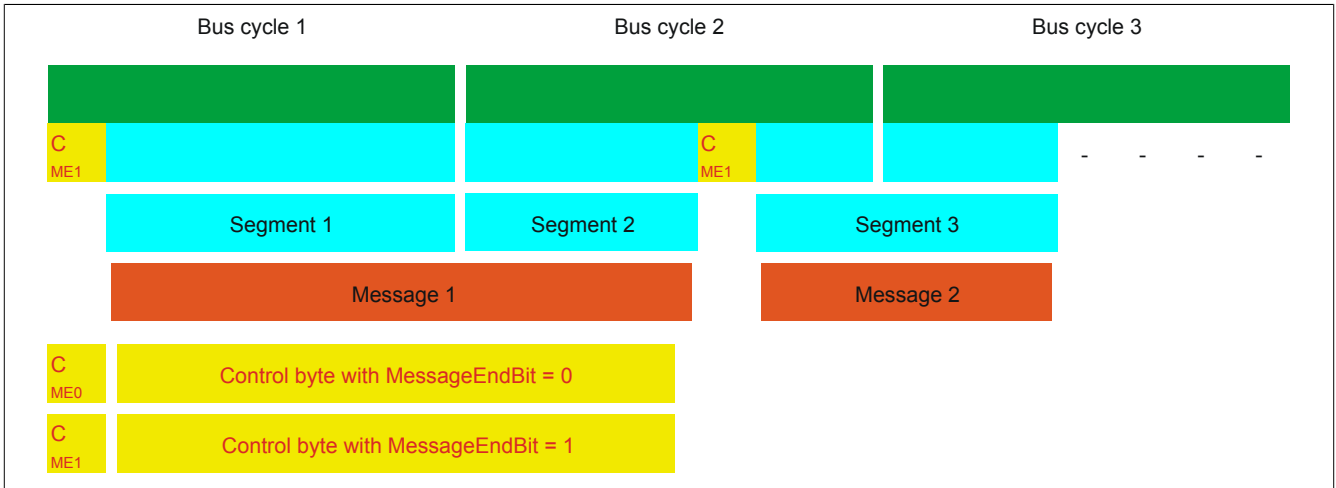 Bus cycle 1 Bus cycle 2 Bus cycle 3
C C
ME1 ME1 - - - -
Segment 1 Segment 2 Segment 3
Message 1 Message 2
C
ME0 Control byte with MessageEndBit = 0
C
ME1 Control byte with MessageEndBit = 1